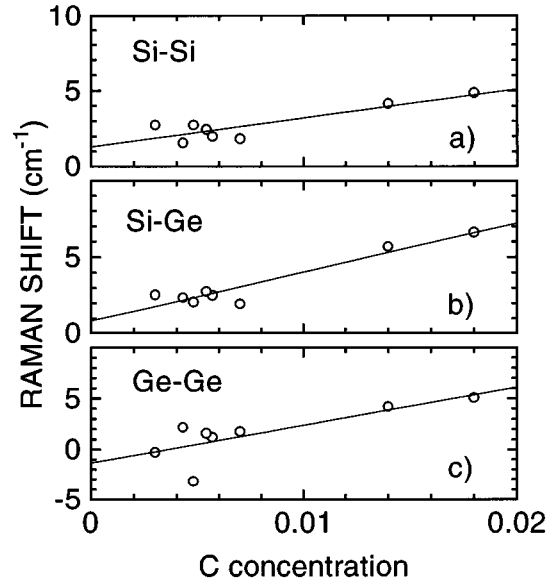 10
Si-Si
5
a)
0
Si-Ge
5
b)
0
RAMAN SHIFT (cm-1)
Ge-Ge
5
0
c)
-5
0
0.01
0.02
C concentration